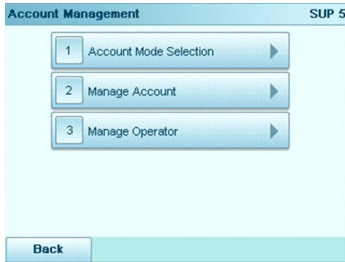 Account Management SUP 5
1 Account Mode Selection
2 Manage Account
3 Manage Operator
Back